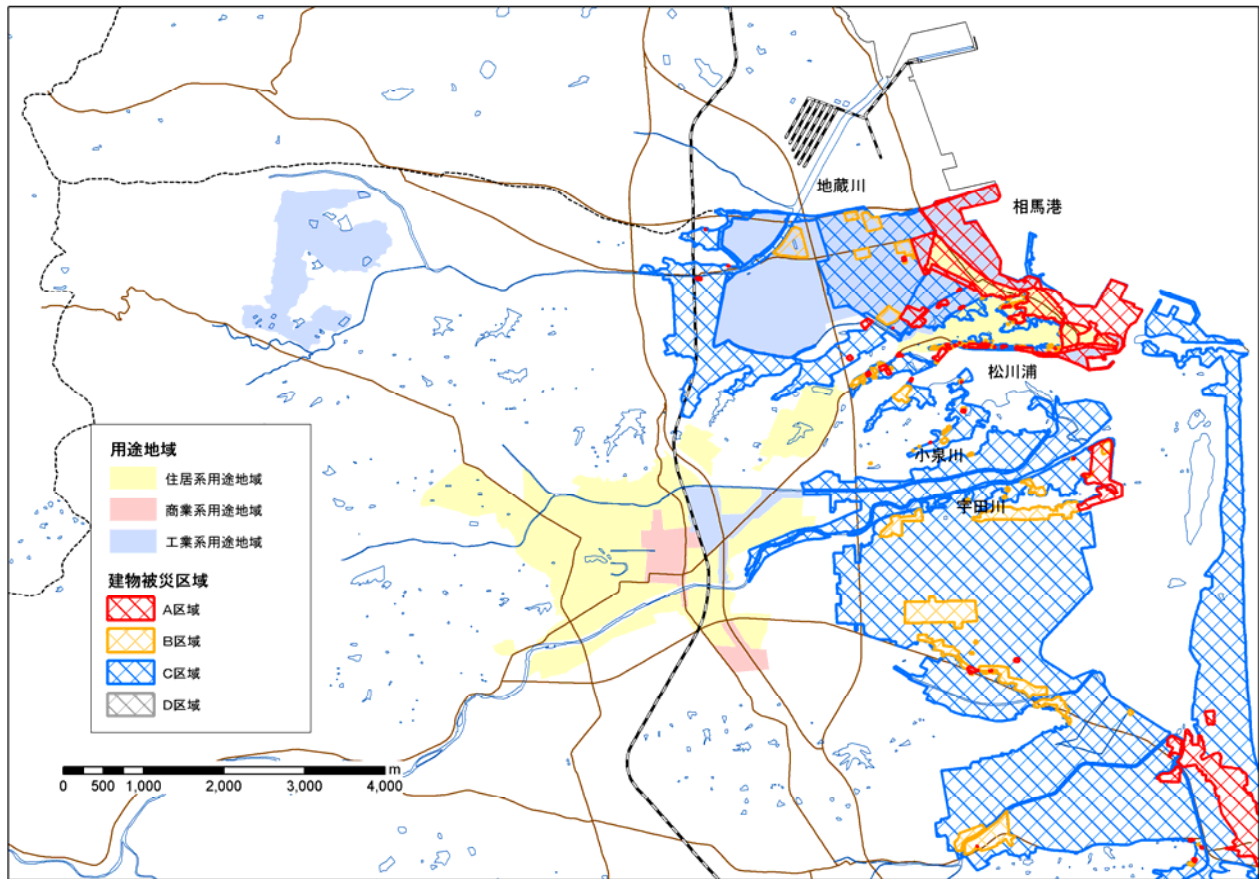 地蔵川
相馬港
松川浦
小泉川
宇田川
用途地域
住居系用途地域
商業系用途地域
工業系用途地域
建物被災区域
A区域
B区域
C区域
D区域
m
0 500 1,000 2,000 3,000 4,000